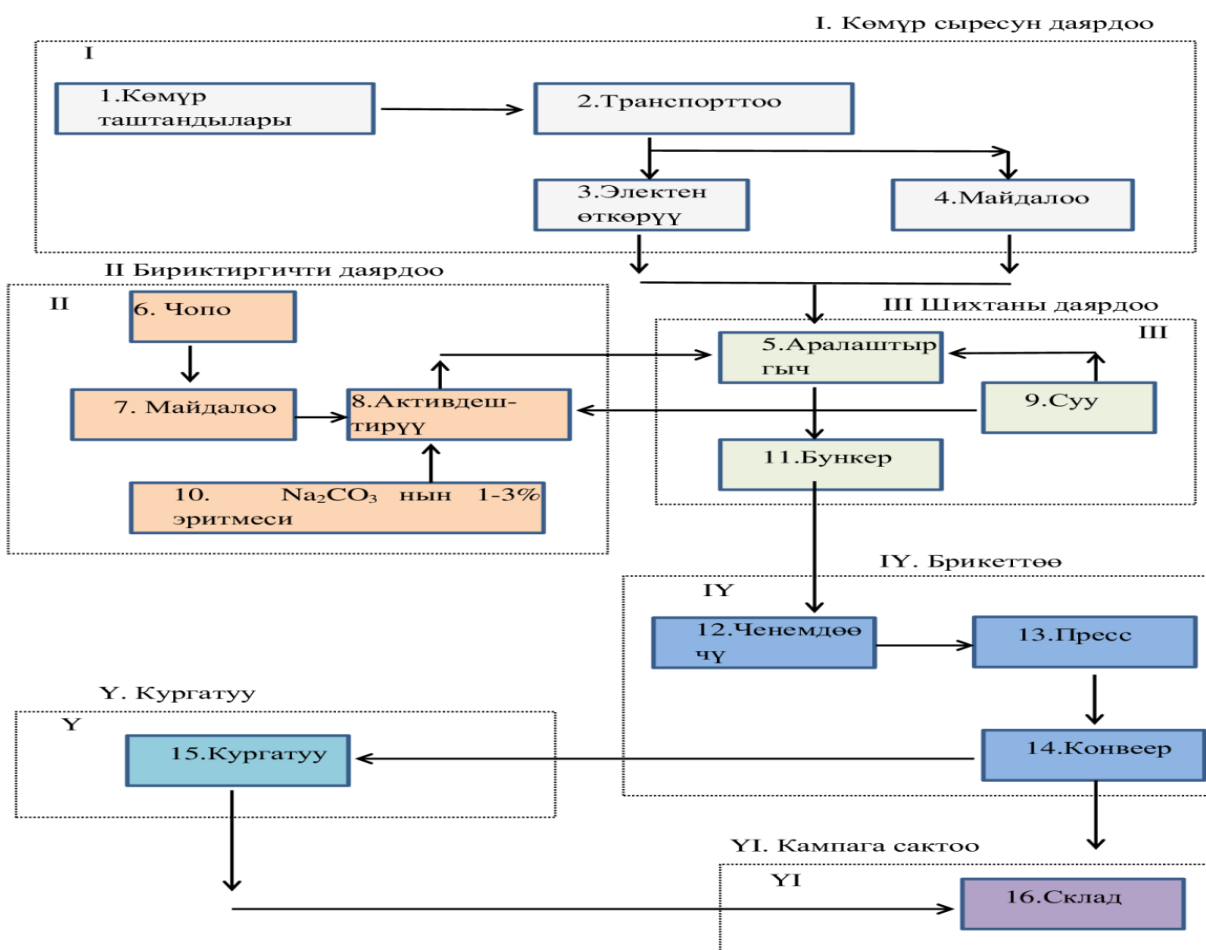 I. Көмүр сыресун даярдоо
I
1.Көмүр
таштандылары
2.Транспорттоо
3.Электен
өткөрүү
4.Майдалоо
II Бириктиргичти даярдоо
II
6. Чопо
7. Майдалоо
8.Активдеш-
тирүү
10. Na₂CO₃ нын 1-3%
эритмеси
III Шихтаны даярдоо
III
5.Аралаштыр
гыч
9.Суу
11.Бункер
IY. Брикеттөө
IY
12.Ченемдөө
чү
13.Пресс
14.Конвеер
Y. Кургатуу
Y
15.Кургатуу
YI. Кампага сактоо
YI
16.Склад